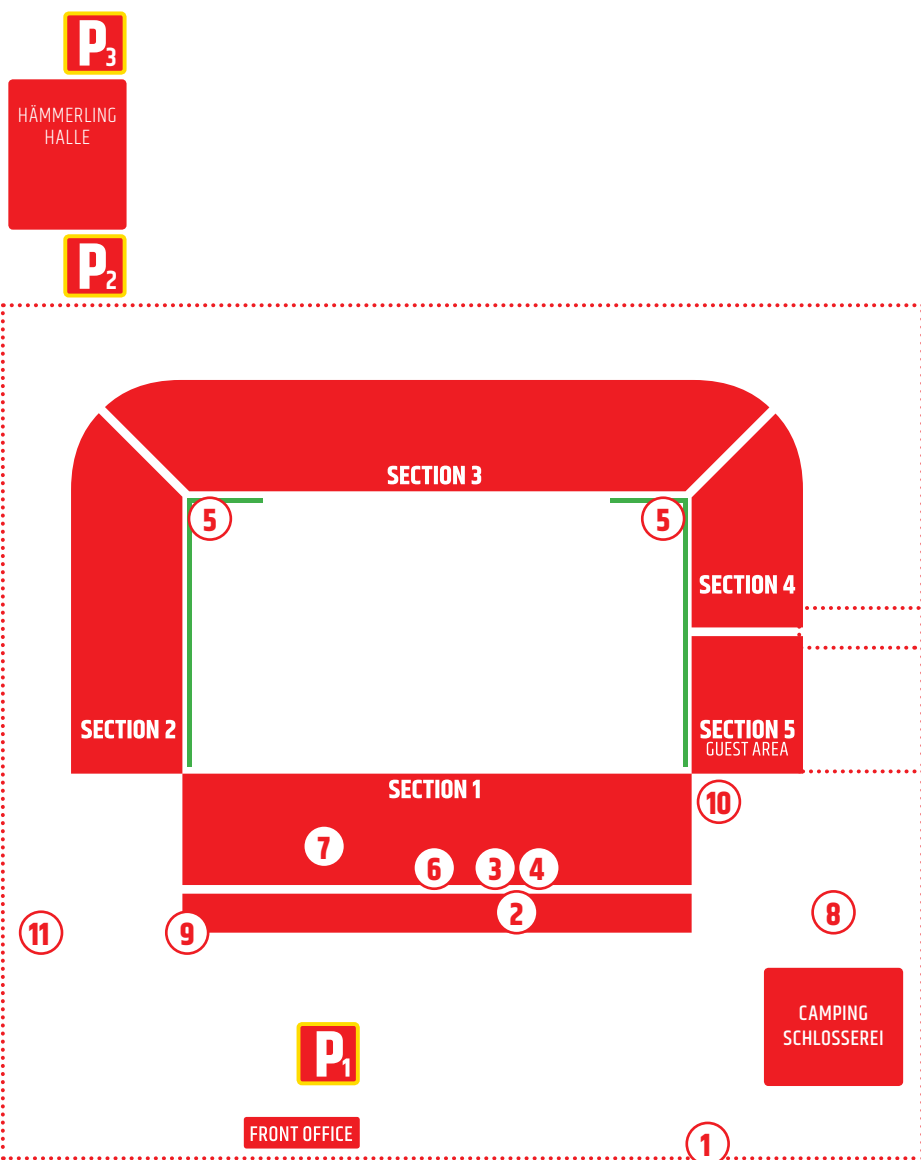 P3
HÄMMERLING
HALLE
P2
SECTION 3
5
5
SECTION 4
SECTION 2
SECTION 5
GUEST AREA
SECTION 1
10
7
6
3
4
2
8
11
9
CAMPING
SCHLOSSEREI
P1
FRONT OFFICE
1